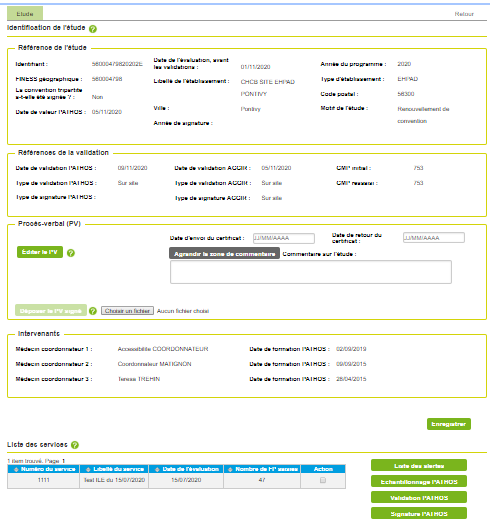 Etude
Retour
Identification de l'étude ?
Référence de l'étude
Identifiant : 56000479820202E
Date de l'évaluation, avant les validations : 01/11/2020
Année du programme : 2020
FINESS géographique : 560004798
Libellé de l'établissement : CHCB SITE EHPAD PONTIVY
Type d'établissement : EHPAD
La convention tripartite a-t-elle été signée ? : Non
Code postal : 56300
Date de valeur PATHOS : 05/11/2020
Ville : Pontivy
Motif de l'étude : Renouvellement de convention
Année de signature :
Références de la validation
Date de validation PATHOS : 09/11/2020
Date de validation AGGIR : 05/11/2020
GMP initial : 753
Type de validation PATHOS : Sur site
Type de validation AGGIR : Sur site
GMP ressaisi : 753
Type de signature PATHOS :
Type de signature AGGIR : Sur site
Procès-verbal (PV)
Date d'envoi du certificat : JJ/MM/AAAA
Date de retour du certificat : JJ/MM/AAAA
Editer le PV ?
Agrandir la zone de commentaire Commentaire sur l'étude :
Déposer le PV signé ? Choisir un fichier Aucun fichier choisi
Intervenants
Médecin coordonnateur 1 : Accessibilite COORDONNATEUR
Date de formation PATHOS : 02/09/2019
Médecin coordonnateur 2 : Coordonnateur MATIGNON
Date de formation PATHOS : 09/09/2015
Médecin coordonnateur 3 : Terese TREHIN
Date de formation PATHOS : 28/04/2015
Enregistrer
Liste des services ?
1 item trouvé. Page 1
Numéro du service Libellé du service Date de l'évaluation Nombre de FP saisies Action
1111 Test ILE du 15/07/2020 15/07/2020 47
Liste des alertes
Echantillonnage PATHOS
Validation PATHOS
Signature PATHOS